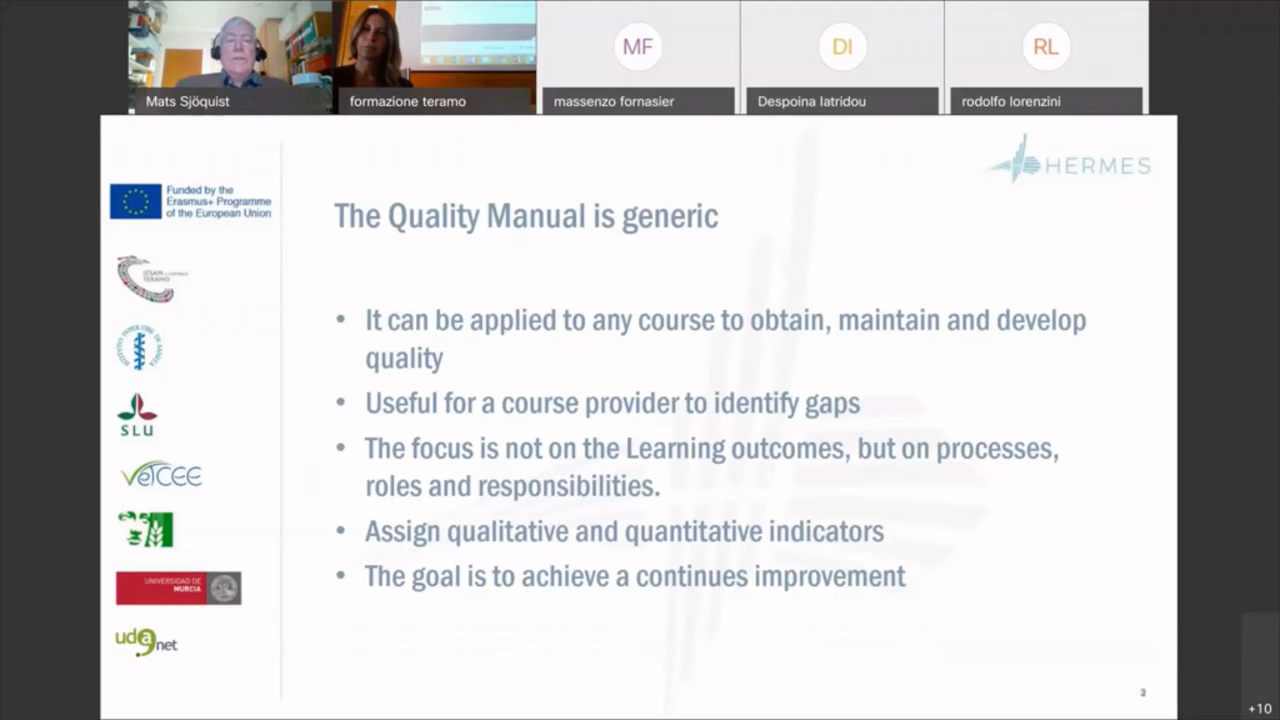 MF
DI
RL
Mats Sjöquist
formazione teramo
massenzo fornasier
Despoina Iatridou
rodolfo lorenzini
HERMES
Funded by the
Erasmus+ Programme
of the European Union
The Quality Manual is generic
TERAMO
SLU
VETCEE
UNIVERSIDAD DE
MURCIA
udanet
• It can be applied to any course to obtain, maintain and develop
quality
• Useful for a course provider to identify gaps
• The focus is not on the Learning outcomes, but on processes,
roles and responsibilities.
• Assign qualitative and quantitative indicators
• The goal is to achieve a continues improvement
3
+10